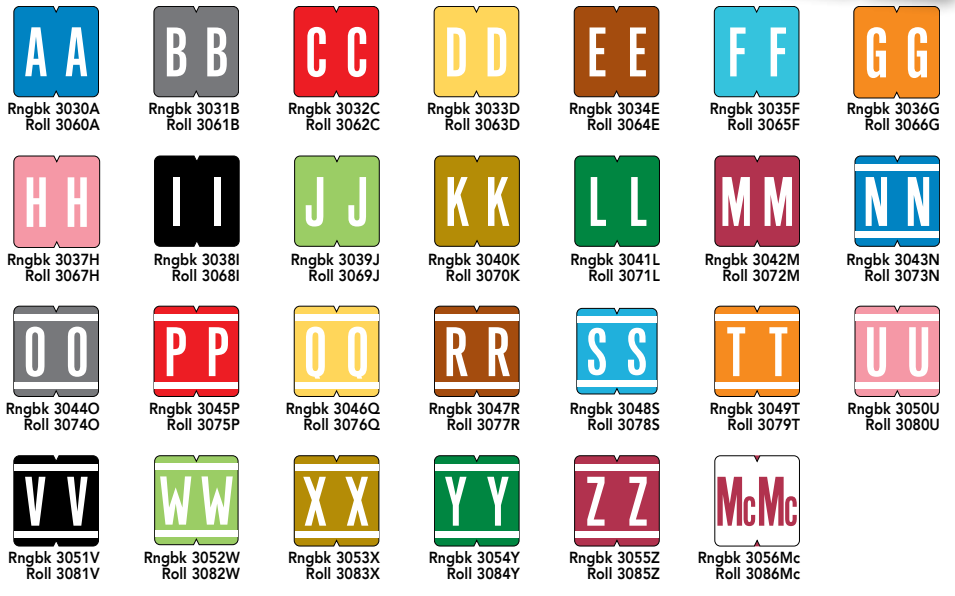 A A B B C C D D E E F F G G
Rngbk 3030A Rngbk 3031B Rngbk 3032C Rngbk 3033D Rngbk 3034E Rngbk 3035F Rngbk 3036G
Roll 3060A Roll 3061B Roll 3062C Roll 3063D Roll 3064E Roll 3065F Roll 3066G
H H I I J J K K L L M M N N
Rngbk 3037H Rngbk 3038I Rngbk 3039J Rngbk 3040K Rngbk 3041L Rngbk 3042M Rngbk 3043N
Roll 3067H Roll 3068I Roll 3069J Roll 3070K Roll 3071L Roll 3072M Roll 3073N
O O P P Q Q R R S S T T U U
Rngbk 3044O Rngbk 3045P Rngbk 3046Q Rngbk 3047R Rngbk 3048S Rngbk 3049T Rngbk 3050U
Roll 3074O Roll 3075P Roll 3076Q Roll 3077R Roll 3078S Roll 3079T Roll 3080U
V V W W X X Y Y Z Z Mc Mc
Rngbk 3051V Rngbk 3052W Rngbk 3053X Rngbk 3054Y Rngbk 3055Z Rngbk 3056Mc
Roll 3081V Roll 3082W Roll 3083X Roll 3084Y Roll 3085Z Roll 3086Mc